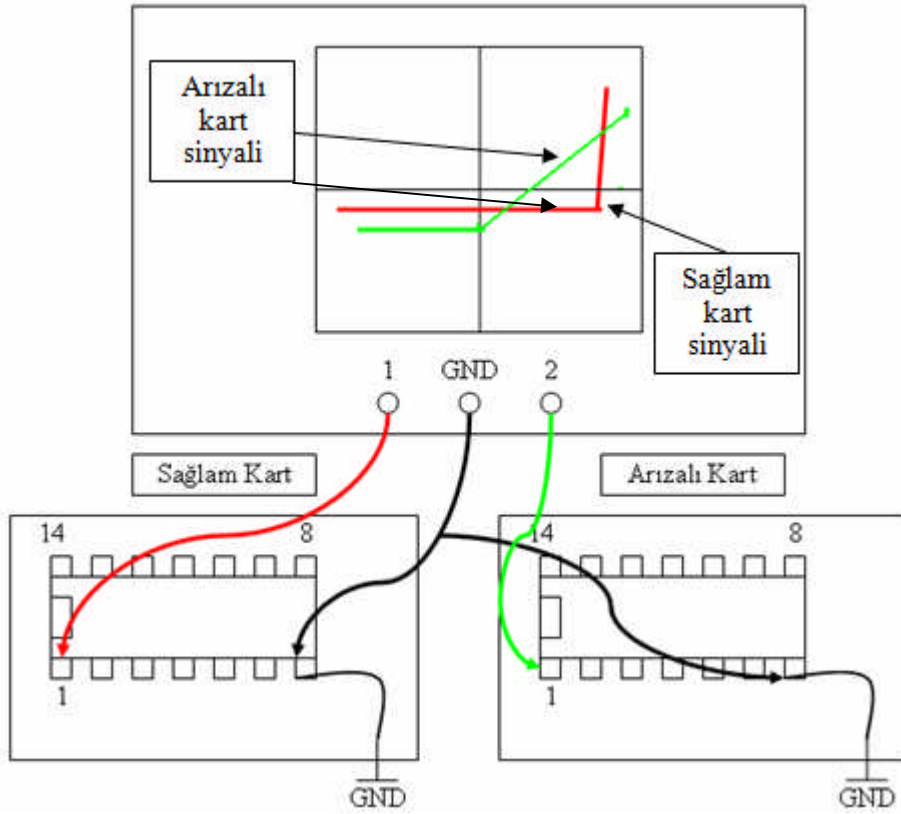 Arızalı
kart
sinyali
Sağlam
kart
sinyali
1 GND 2
Sağlam Kart
Arızalı Kart
14 8
1
GND
14 8
1
GND